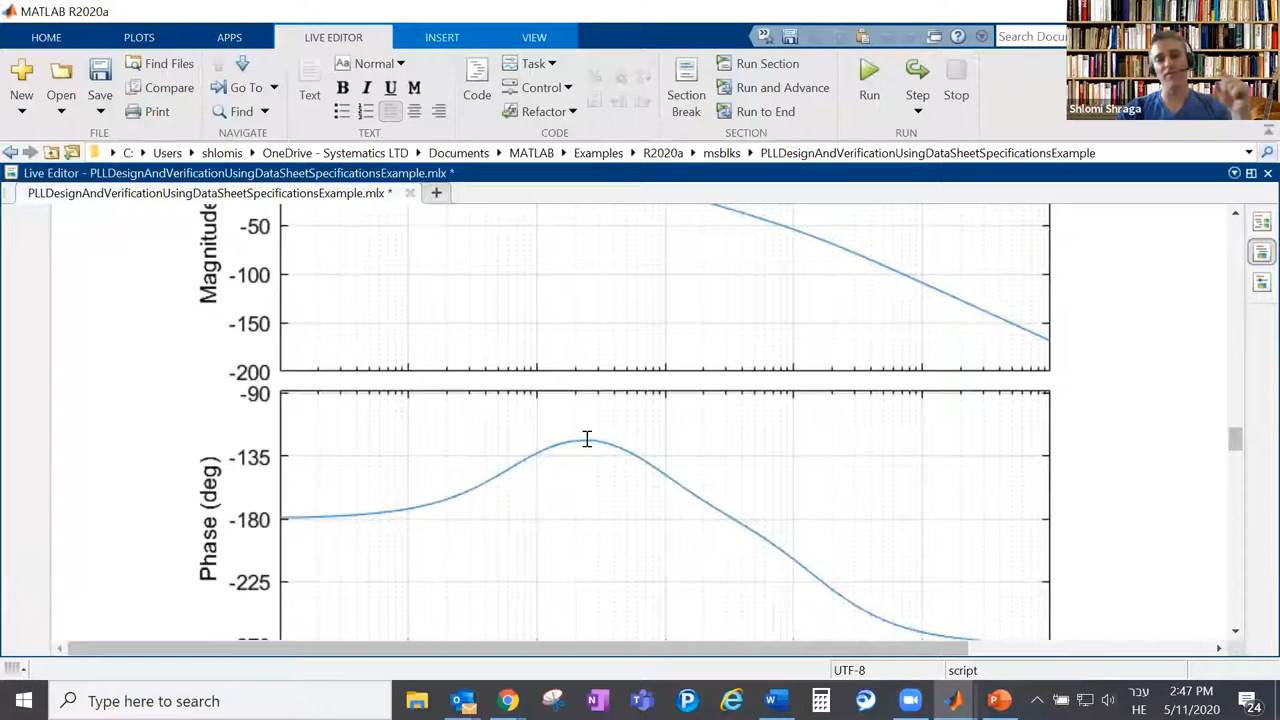 MATLAB R2020a
HOME PLOTS APPS LIVE EDITOR INSERT VIEW Search Docu
New Open Save Find Files Compare Print Go To Find Text Normal B I U M Code Task Control Refactor Section Break Run Section Run and Advance Run to End Run Step Stop
FILE NAVIGATE TEXT CODE SECTION RUN
Shlomi Shraga
C: Users shlomis OneDrive - Systematics LTD Documents MATLAB Examples R2020a msblks PLLDesignAndVerificationUsingDataSheetSpecificationsExample
Live Editor - PLLDesignAndVerificationUsingDataSheetSpecificationsExample.mlx *
PLLDesignAndVerificationUsingDataSheetSpecificationsExample.mlx *
Magnitude
-50
-100
-150
-200
Phase (deg)
-90
-135
-180
-225
-270
UTF-8 script
Type here to search
עבר
HE
2:47 PM
5/11/2020
24